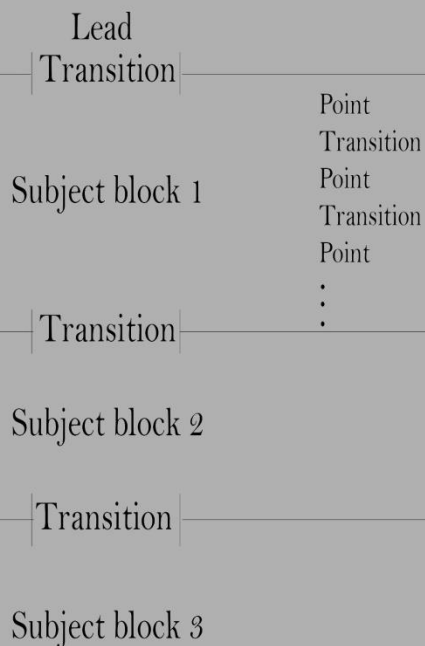 Lead
Transition
Point
Transition
Subject block 1
Point
Transition
Point
.
.
.
Transition
Subject block 2
Transition
Subject block 3